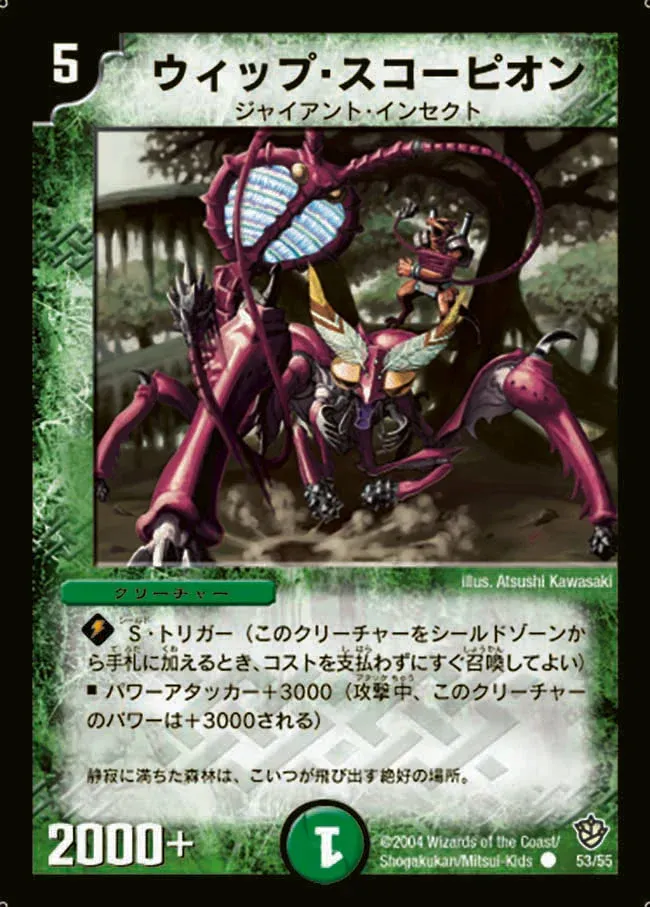 5
ウィップ・スコーピオン
ジャイアント・インセクト
illus. Atsushi Kawasaki
クリーチャー
S・トリガー（このクリーチャーをシールドゾーンか
ら手札に加えるとき、コストを支払わずにすぐ召喚してよい）
■ パワーアタッカー＋3000（攻撃中、このクリーチャー
のパワーは＋3000される）
静寂に満ちた森林は、こいつが飛び出す絶好の場所。
2000+
1
©2004 Wizards of the Coast/
Shogakukan/Mitsui-Kids
53/55